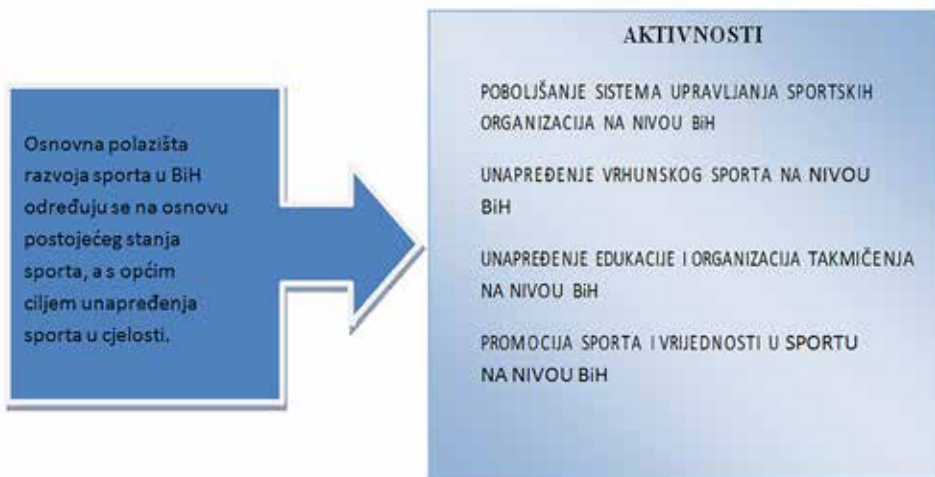 Osnovna polazišta
razvoja sporta u BiH
određuju se na osnovu
postojećeg stanja
sporta, a s općim
ciljem unapređenja
sporta u cjelosti.
AKTIVNOSTI
POBOLJŠANJE SISTEMA UPRAVLJANJA SPORTSKIH
ORGANIZACIJA NA NIVOU BiH
UNAPREĐENJE VRHUNSKOG SPORTA NA NIVOU
BiH
UNAPREĐENJE EDUKACIJE I ORGANIZACIJA TAKMIČENJA
NA NIVOU BiH
PROMOCIJA SPORTA I VRIJEDNOSTI U SPORTU
NA NIVOU BiH